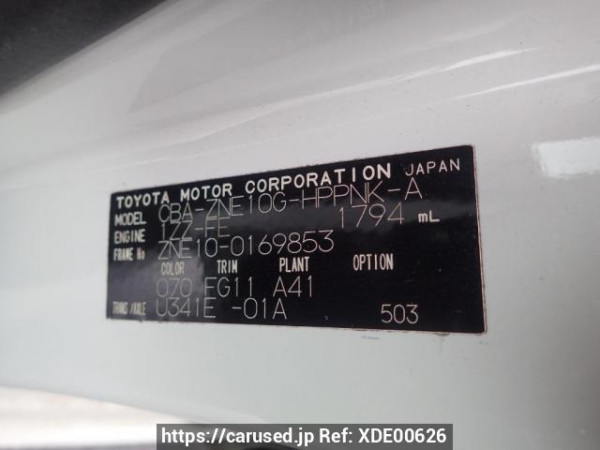 TOYOTA MOTOR CORPORATION JAPAN
MODEL CBA-ZNE10G-HPPNK-A
ENGINE 1ZZ-FE 1794 mL
FRAME No ZNE10-0169853
COLOR TRIM PLANT OPTION
070 FG11 A41
TRANS/AXLE U341E -01A 503
https://carused.jp Ref: XDE00626